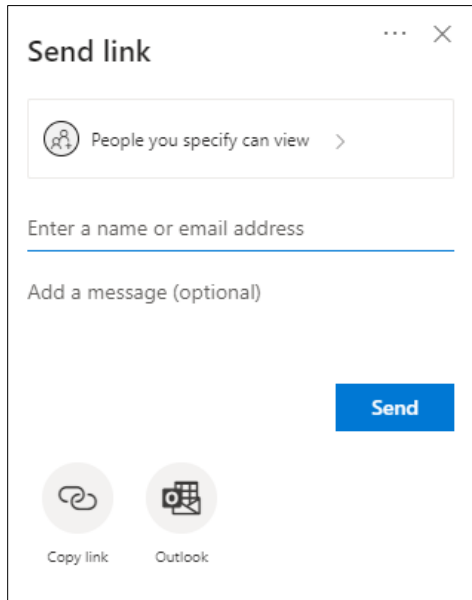 Send link
People you specify can view
Enter a name or email address
Add a message (optional)
Send
Copy link
Outlook